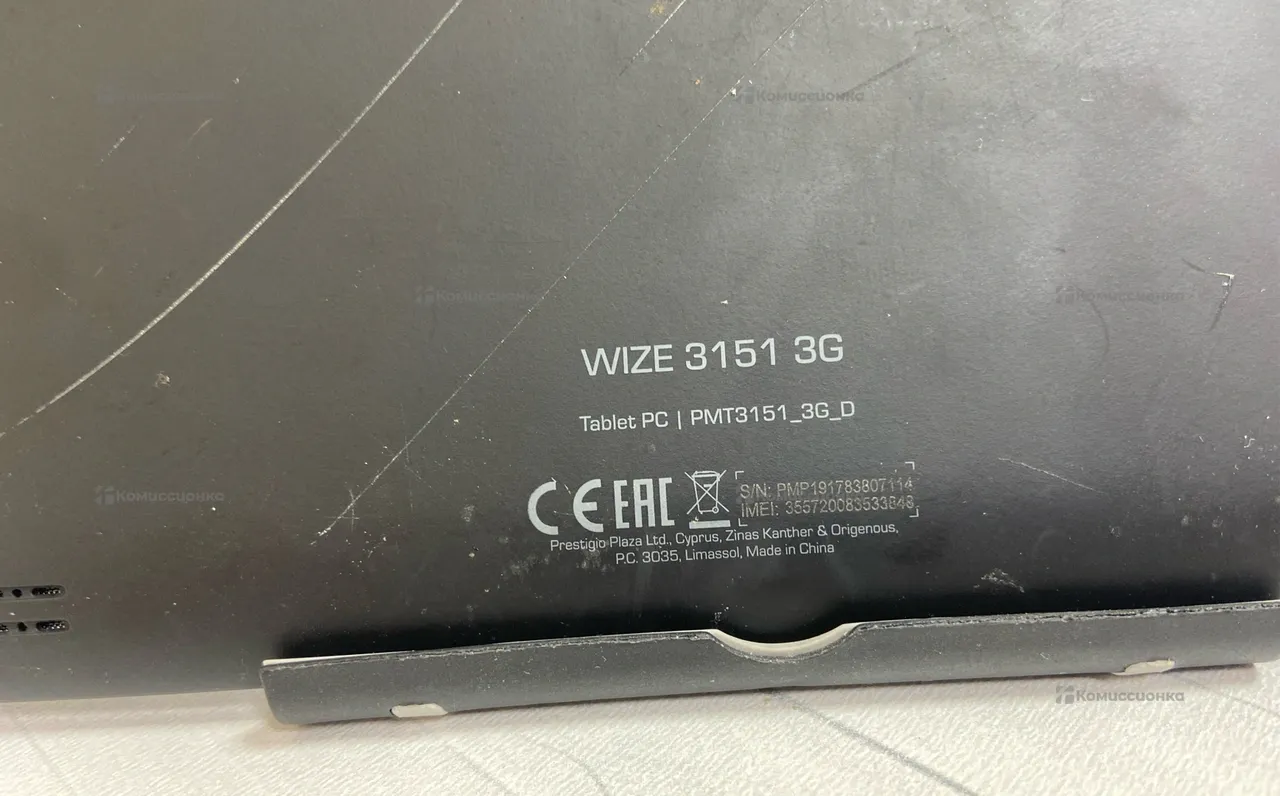 Комиссионка
Комиссионка
Комиссионка
WIZE 3151 3G
Tablet PC | PMT3151_3G_D
Комиссионка
CE EAC
S/N: PMP191783807114
IMEI: 355720083533848
Prestigio Plaza Ltd., Cyprus, Zinas Kanther & Origenous,
P.C. 3035, Limassol, Made in China
Комиссионка